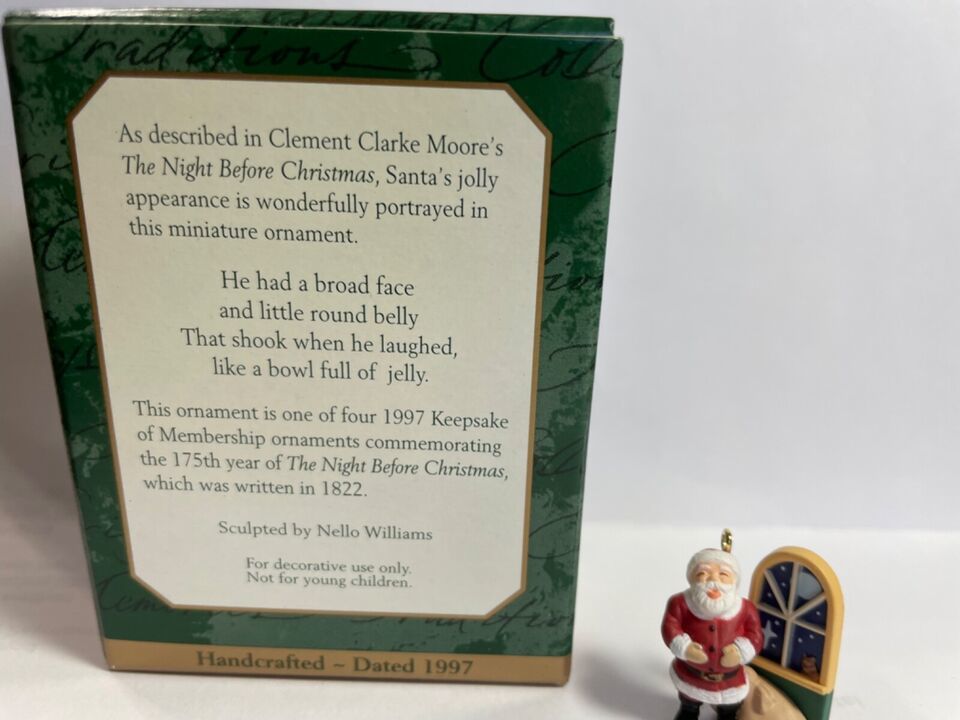 Traditions Coll
As described in Clement Clarke Moore's
The Night Before Christmas, Santa's jolly
appearance is wonderfully portrayed in
this miniature ornament.
He had a broad face
and little round belly
That shook when he laughed,
like a bowl full of jelly.
This ornament is one of four 1997 Keepsake
of Membership ornaments commemorating
the 175th year of The Night Before Christmas,
which was written in 1822.
Sculpted by Nello Williams
For decorative use only.
Not for young children.
Handcrafted ~ Dated 1997